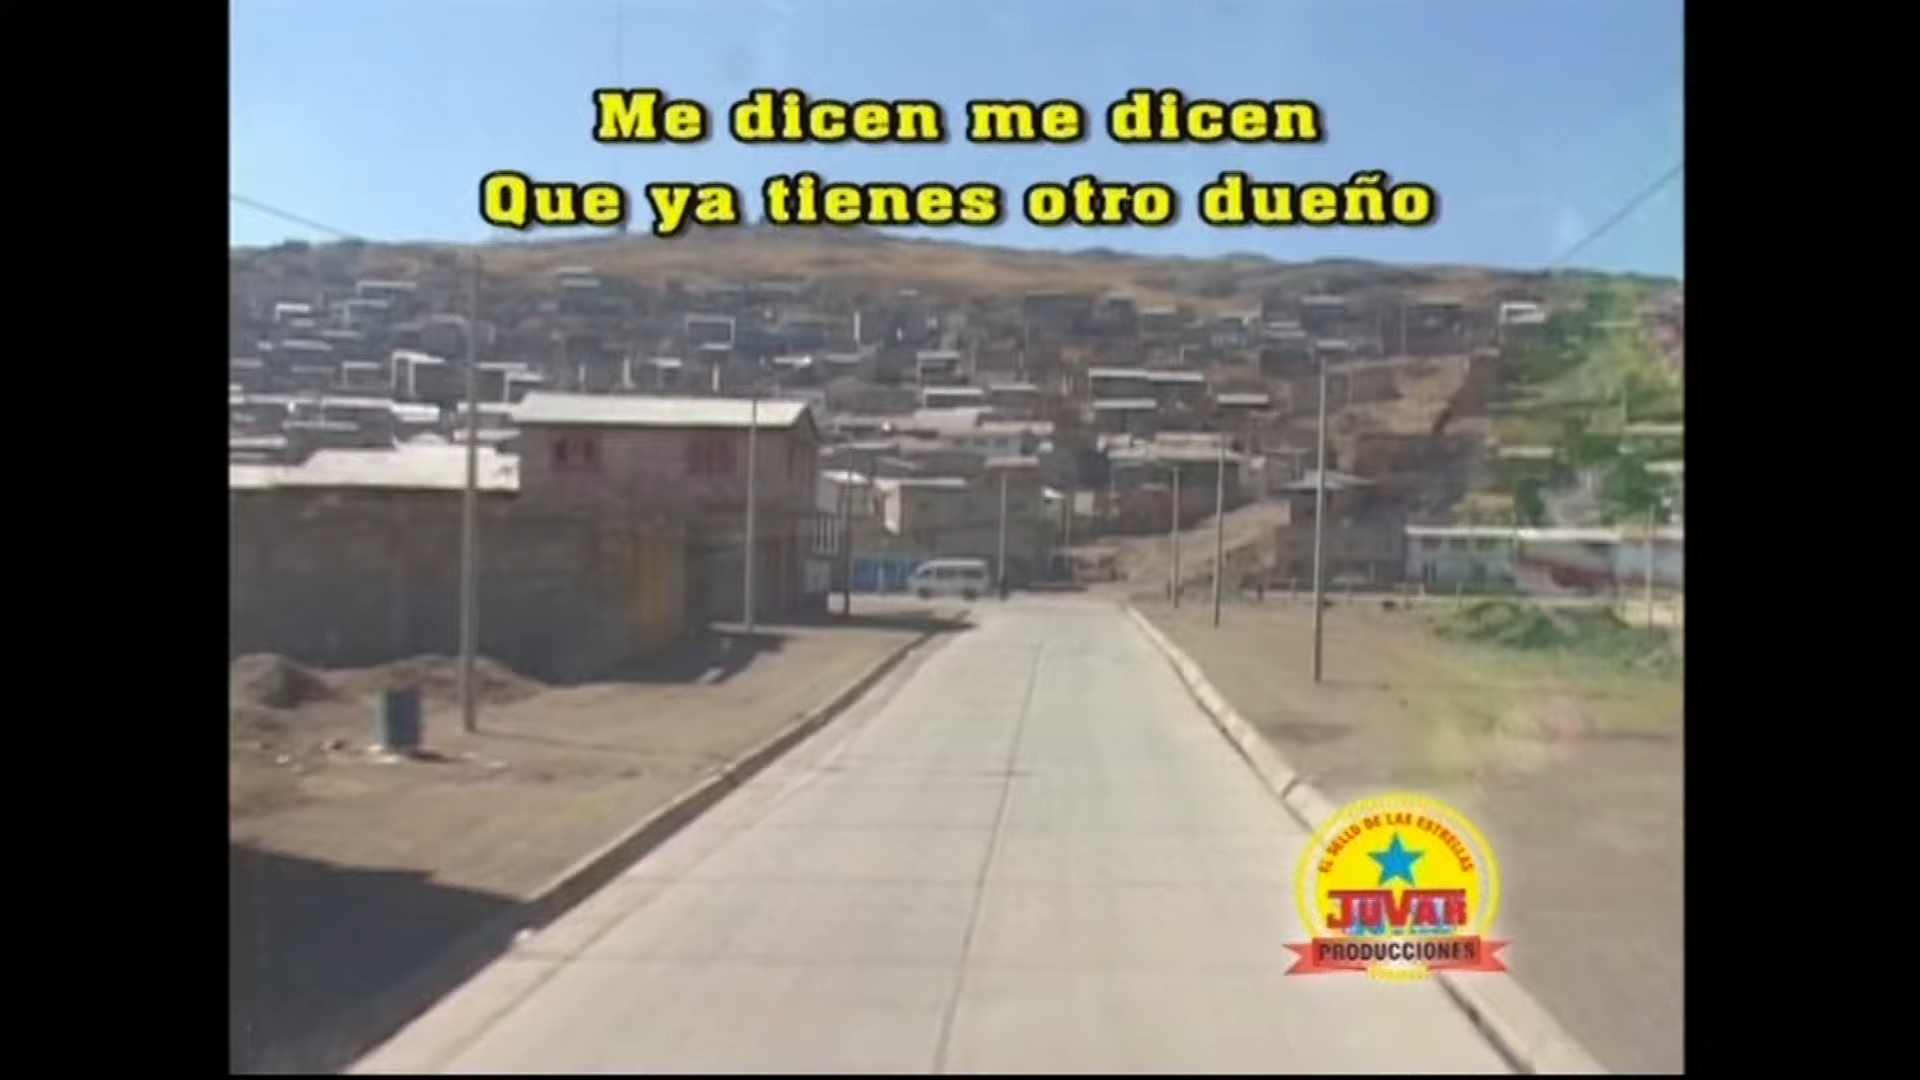 Me dicen me dicen
Que ya tienes otro dueño
EL SELLO DE LAS ESTRELLAS
JUVAR
PRODUCCIONES